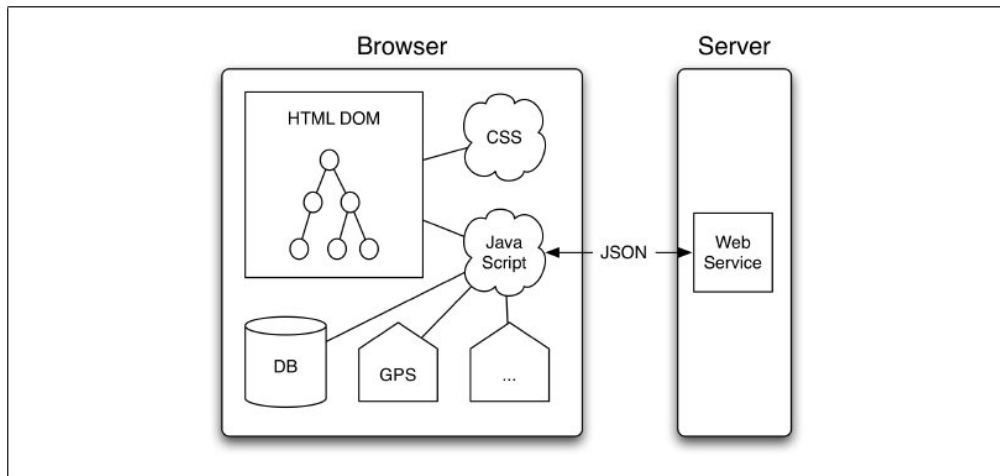 Browser
Server
HTML DOM
CSS
Java
Script
JSON
Web
Service
DB
GPS
...